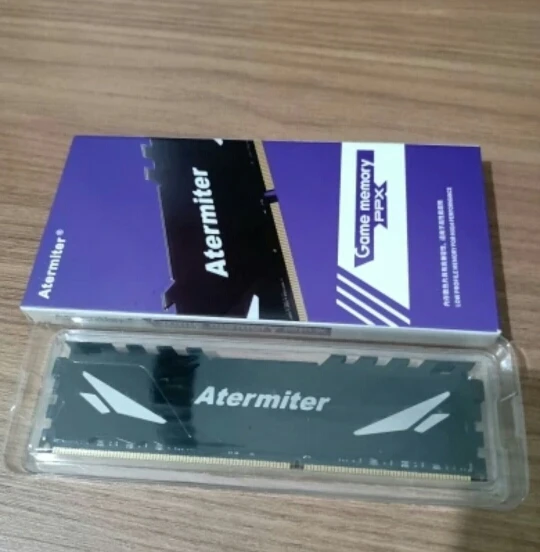 Atermiter®
Atermiter
Game memory
PPX
LOW PROFILE MEMORY FOR HIGH PERFORMANCE
Atermiter